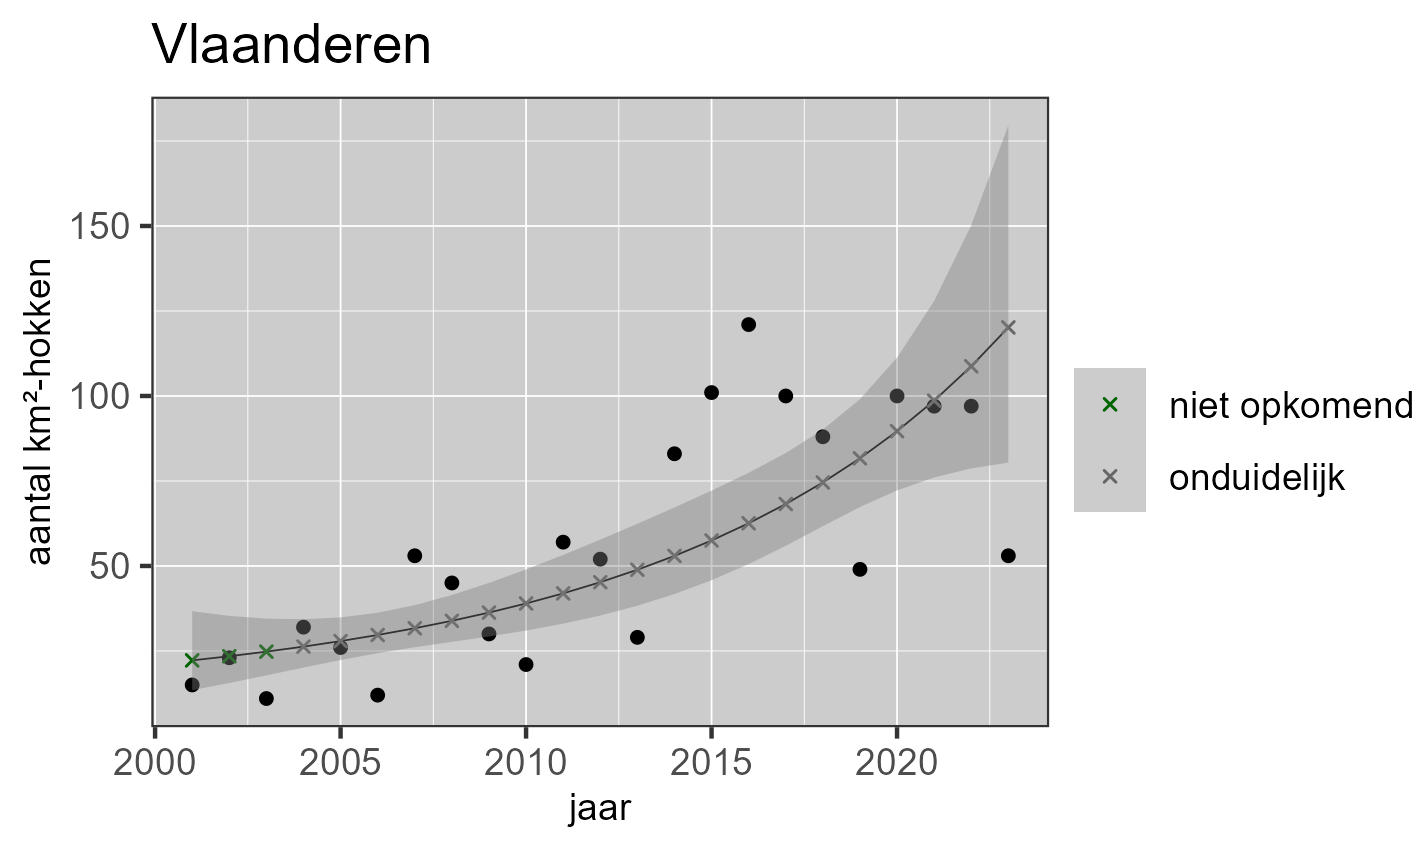 Vlaanderen
150
100
50
aantal km²-hokken
2000 2005 2010 2015 2020
jaar
niet opkomend
onduidelijk